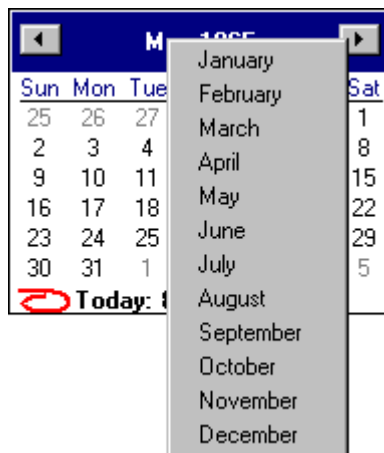 M
Sun Mon Tue Sat
25 26 27 1
2 3 4 8
9 10 11 15
16 17 18 22
23 24 25 29
30 31 1 5
Today:
January
February
March
April
May
June
July
August
September
October
November
December